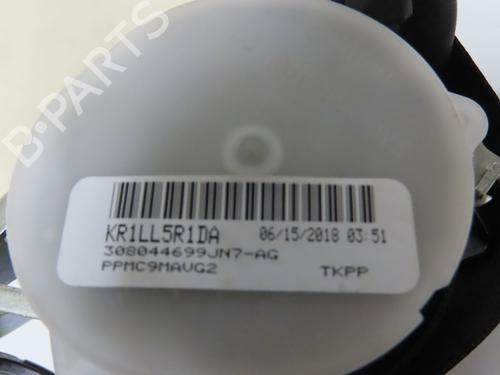 B-PARTS
KR1LL5R1DA 06/15/2018 03:51
308044699JN7-AG
PPMC9MAVG2 TKPP